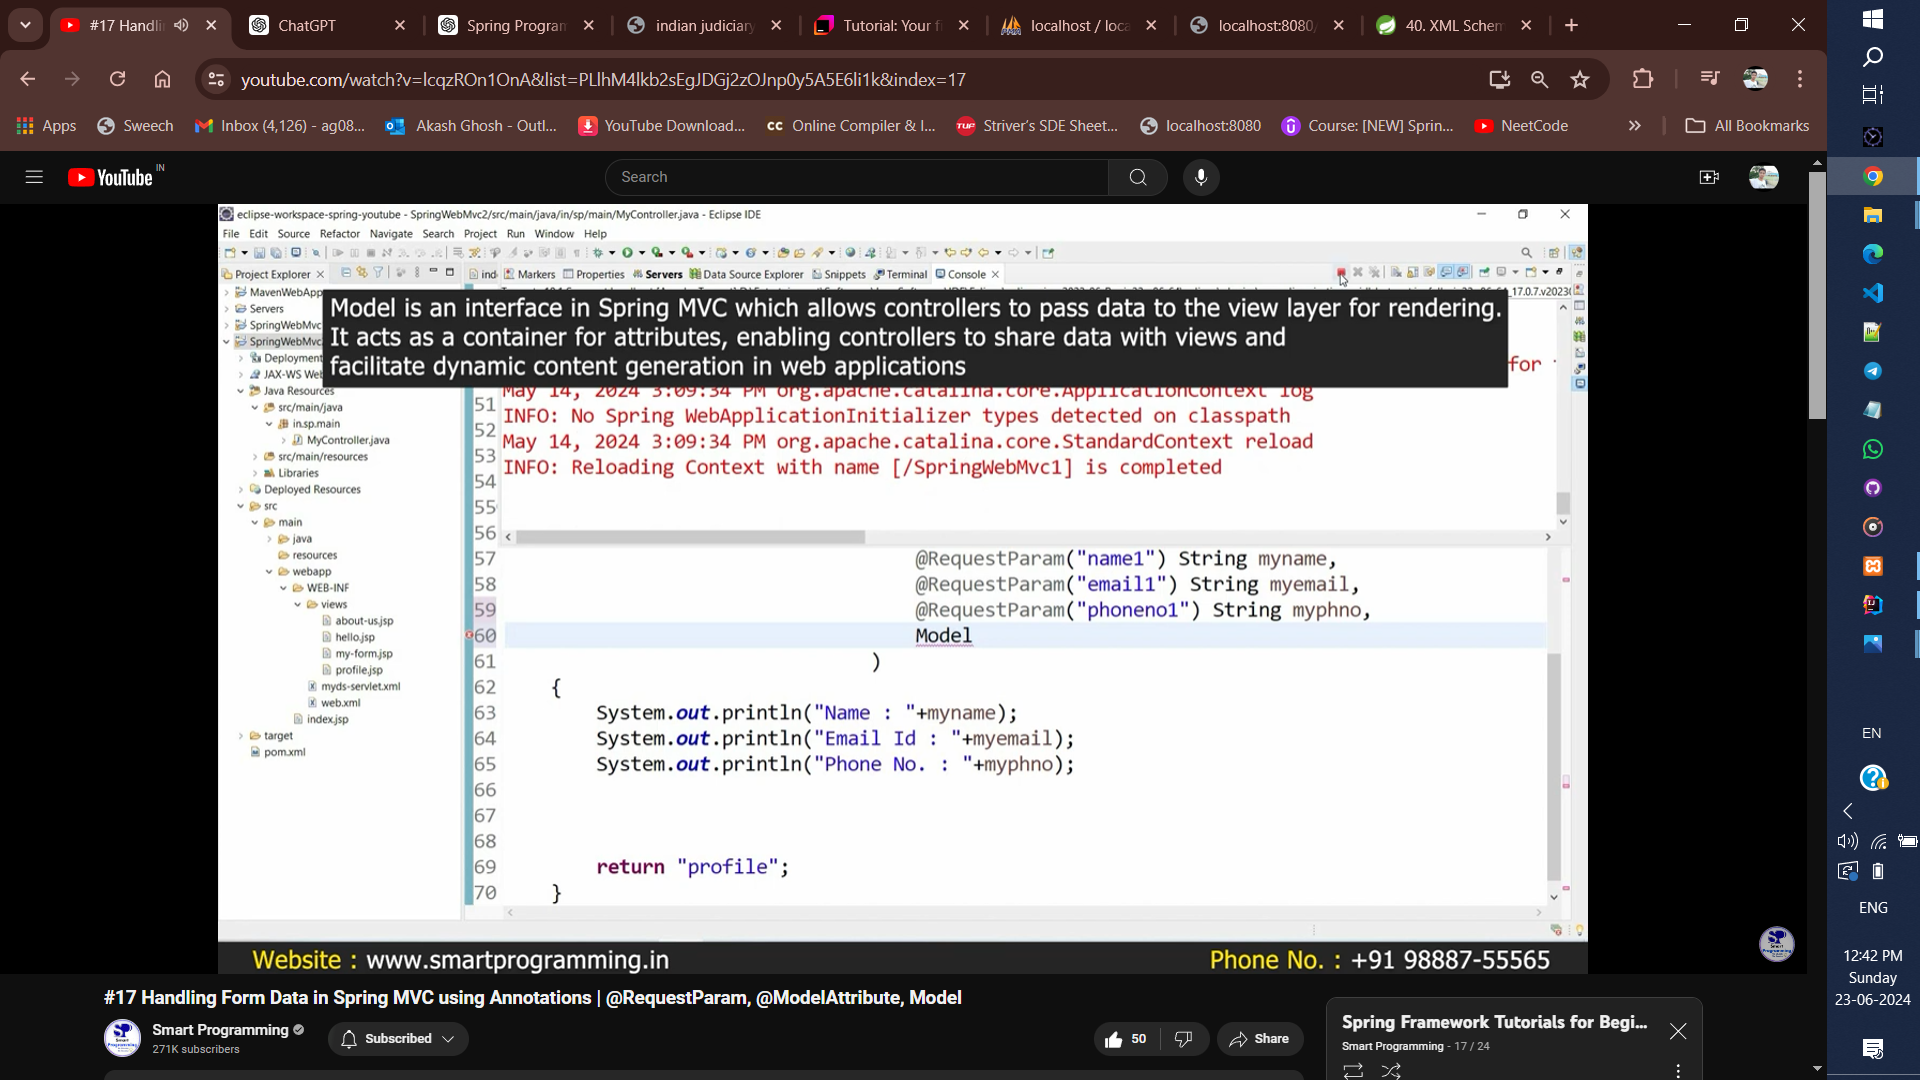 #17 Handli
ChatGPT
Spring Program
indian judiciary
Tutorial: Your f
localhost / loca
localhost:8080/
40. XML Schem
youtube.com/watch?v=lcqzROn1OnA&list=PLlhM4lkb2sEgJDGj2zOJnp0y5A5E6li1k&index=17
Apps
Sweech
Inbox (4,126) - ag08...
Akash Ghosh - Outl...
YouTube Download...
Online Compiler & I...
Striver's SDE Sheet...
localhost:8080
Course: [NEW] Sprin...
NeetCode
All Bookmarks
YouTube IN
Search
eclipse-workspace-spring-youtube - SpringWebMvc2/src/main/java/in/sp/main/MyController.java - Eclipse IDE
File Edit Source Refactor Navigate Search Project Run Window Help
Project Explorer
ind
Markers
Properties
Servers
Data Source Explorer
Snippets
Terminal
Console
MavenWebApp
Servers
SpringWebMvc
SpringWebMvc
Deployment
JAX-WS Web
Java Resources
src/main/java
in.sp.main
MyController.java
src/main/resources
Libraries
Deployed Resources
src
main
java
resources
webapp
WEB-INF
views
about-us.jsp
hello.jsp
my-form.jsp
profile.jsp
myds-servlet.xml
web.xml
index.jsp
target
pom.xml
Model is an interface in Spring MVC which allows controllers to pass data to the view layer for rendering.
It acts as a container for attributes, enabling controllers to share data with views and
facilitate dynamic content generation in web applications
for
May 14, 2024 3:09:34 PM org.apache.catalina.core.ApplicationContext log
INFO: No Spring WebApplicationInitializer types detected on classpath
May 14, 2024 3:09:34 PM org.apache.catalina.core.StandardContext reload
INFO: Reloading Context with name [/SpringWebMvc1] is completed
51
52
53
54
55
56
57 @RequestParam("name1") String myname,
58 @RequestParam("email1") String myemail,
59 @RequestParam("phoneno1") String myphno,
60 Model
61 )
62 {
63 System.out.println("Name : "+myname);
64 System.out.println("Email Id : "+myemail);
65 System.out.println("Phone No. : "+myphno);
66
67
68
69 return "profile";
70 }
Website : www.smartprogramming.in
Phone No. : +91 98887-55565
#17 Handling Form Data in Spring MVC using Annotations | @RequestParam, @ModelAttribute, Model
Smart Programming
271K subscribers
Subscribed
50
Share
Spring Framework Tutorials for Begi...
Smart Programming - 17 / 24
EN
ENG
12:42 PM
Sunday
23-06-2024